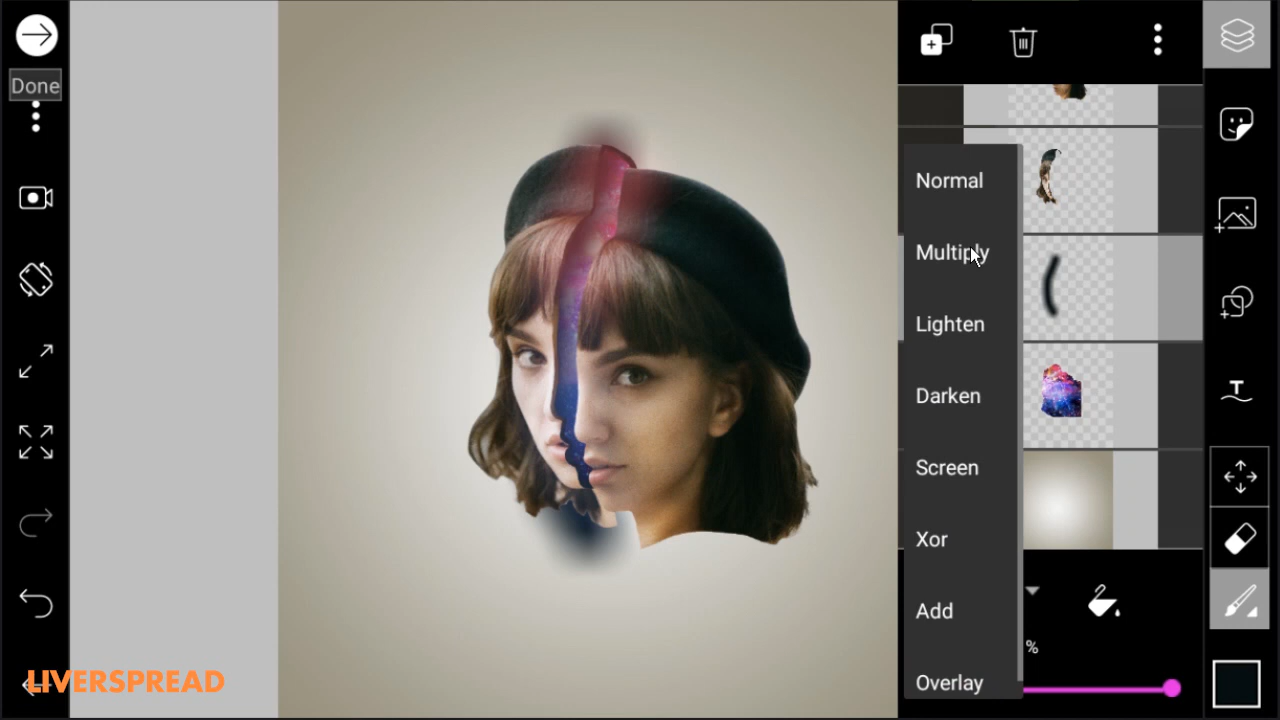 Done
Normal
Multiply
Lighten
Darken
Screen
Xor
Add
Overlay
%
T
LIVERSPREAD